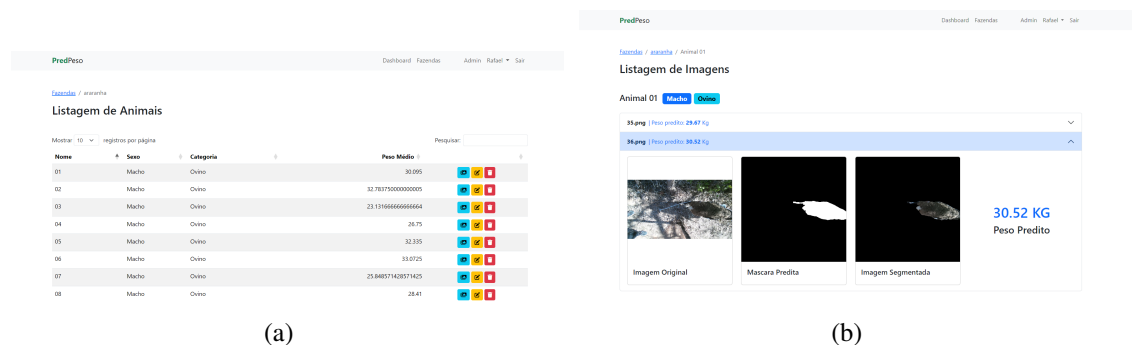 PredPeso
Dashboard Fazendas Admin Rafael Sair
Fazendas / araranha
Listagem de Animais
Mostrar 10 registros por página
Pesquisar:
Nome Sexo Categoria Peso Médio
01 Macho Ovino 30.095
02 Macho Ovino 32.783750000000005
03 Macho Ovino 23.131666666666664
04 Macho Ovino 26.75
05 Macho Ovino 32.335
06 Macho Ovino 33.0725
07 Macho Ovino 25.848571428571425
08 Macho Ovino 28.41
(a)
PredPeso
Dashboard Fazendas Admin Rafael Sair
Fazendas / araranha / Animal 01
Listagem de Imagens
Animal 01 Macho Ovino
35.png | Peso predito: 29.67 Kg
36.png | Peso predito: 30.52 Kg
30.52 KG
Peso Predito
Imagem Original
Mascara Predita
Imagem Segmentada
(b)